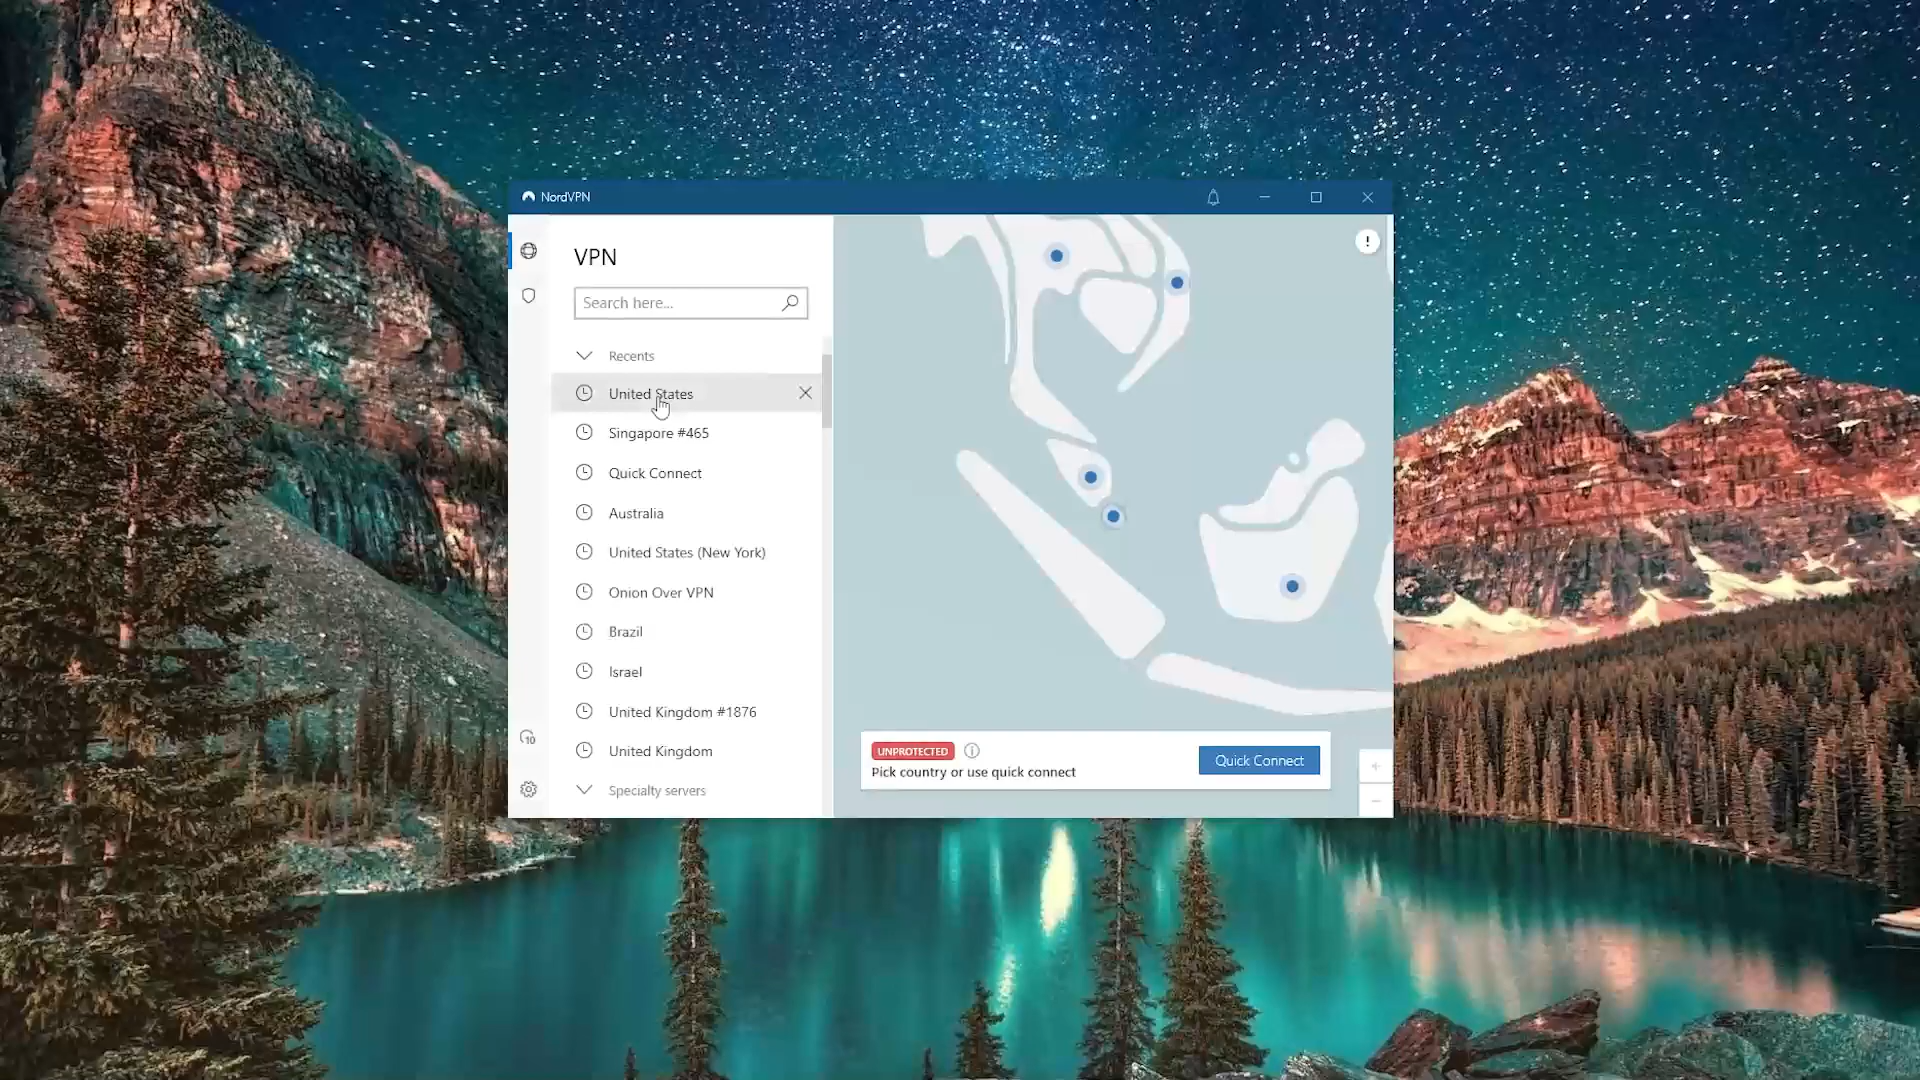 NordVPN
VPN
Search here...
Recents
United States
Singapore #465
Quick Connect
Australia
United States (New York)
Onion Over VPN
Brazil
Israel
United Kingdom #1876
United Kingdom
Specialty servers
10
UNPROTECTED
Pick country or use quick connect
Quick Connect